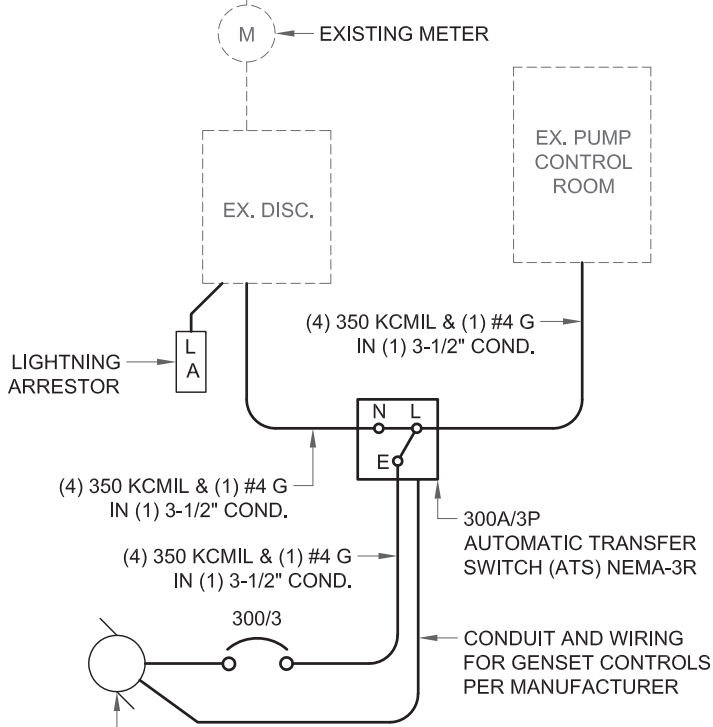 M
EXISTING METER
EX. DISC.
EX. PUMP
CONTROL
ROOM
(4) 350 KCMIL & (1) #4 G
IN (1) 3-1/2" COND.
LIGHTNING
ARRESTOR
L
A
N L
E
(4) 350 KCMIL & (1) #4 G
IN (1) 3-1/2" COND.
300A/3P
AUTOMATIC TRANSFER
SWITCH (ATS) NEMA-3R
(4) 350 KCMIL & (1) #4 G
IN (1) 3-1/2" COND.
300/3
CONDUIT AND WIRING
FOR GENSET CONTROLS
PER MANUFACTURER